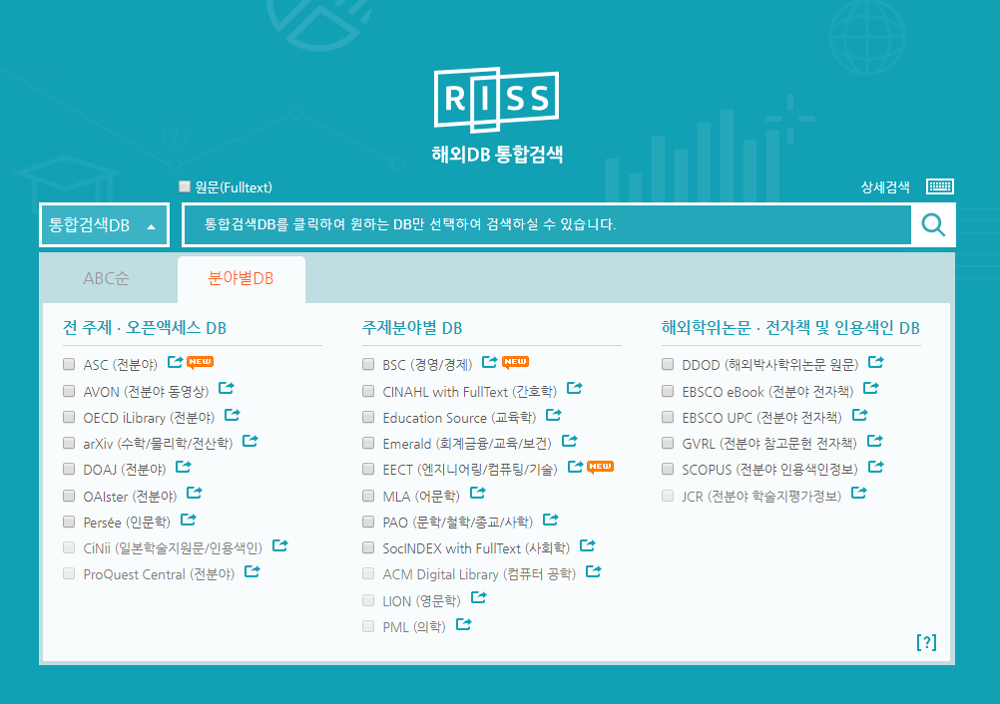 RISS
해외DB 통합검색
원문(Fulltext)
상세검색
통합검색DB
통합검색DB를 클릭하여 원하는 DB만 선택하여 검색하실 수 있습니다.
ABC순
분야별DB
전 주제 · 오픈액세스 DB
ASC (전분야) NEW
AVON (전분야 동영상)
OECD iLibrary (전분야)
arXiv (수학/물리학/전산학)
DOAJ (전분야)
OAIster (전분야)
Persée (인문학)
CiNii (일본학술지원문/인용색인)
ProQuest Central (전분야)
주제분야별 DB
BSC (경영/경제) NEW
CINAHL with FullText (간호학)
Education Source (교육학)
Emerald (회계금융/교육/보건)
EECT (엔지니어링/컴퓨팅/기술) NEW
MLA (어문학)
PAO (문학/철학/종교/사학)
SocINDEX with FullText (사회학)
ACM Digital Library (컴퓨터 공학)
LION (영문학)
PML (의학)
해외학위논문 · 전자책 및 인용색인 DB
DDOD (해외박사학위논문 원문)
EBSCO eBook (전분야 전자책)
EBSCO UPC (전분야 전자책)
GVRL (전분야 참고문헌 전자책)
SCOPUS (전분야 인용색인정보)
JCR (전분야 학술지평가정보)
[?]